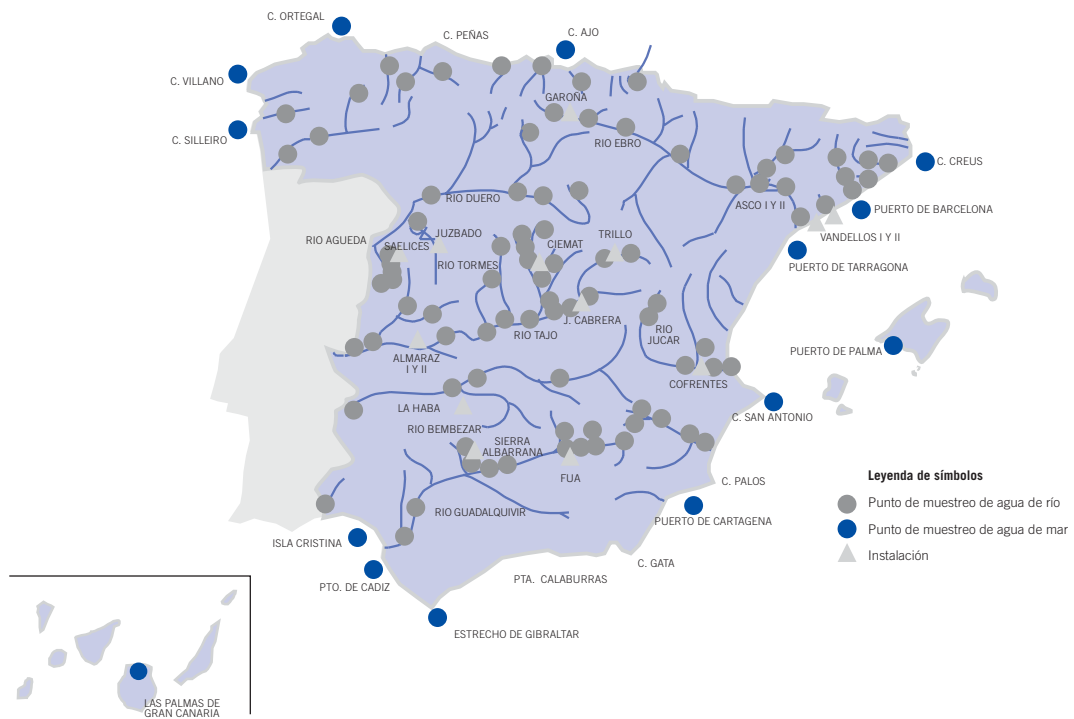 C. ORTEGAL
C. PEÑAS
C. AJO
C. VILLANO
GAROÑA
C. SILLEIRO
RIO EBRO
C. CREUS
RIO DUERO
ASCO I Y II
PUERTO DE BARCELONA
RIO AGUEDA
JUZBADO
TRILLO
VANDELLOS I Y II
SAELICES
CIEMAT
RIO TORMES
PUERTO DE TARRAGONA
J. CABRERA
RIO TAJO
RIO
JUCAR
PUERTO DE PALMA
ALMARAZ
I Y II
COFRENTES
LA HABA
C. SAN ANTONIO
RIO BEMBEZAR
SIERRA
ALBARRANA
FUA
C. PALOS
RIO GUADALQUIVIR
PUERTO DE CARTAGENA
ISLA CRISTINA
C. GATA
PTO. DE CADIZ
PTA. CALABURRAS
ESTRECHO DE GIBRALTAR
LAS PALMAS DE
GRAN CANARIA
Leyenda de símbolos
Punto de muestreo de agua de río
Punto de muestreo de agua de mar
Instalación